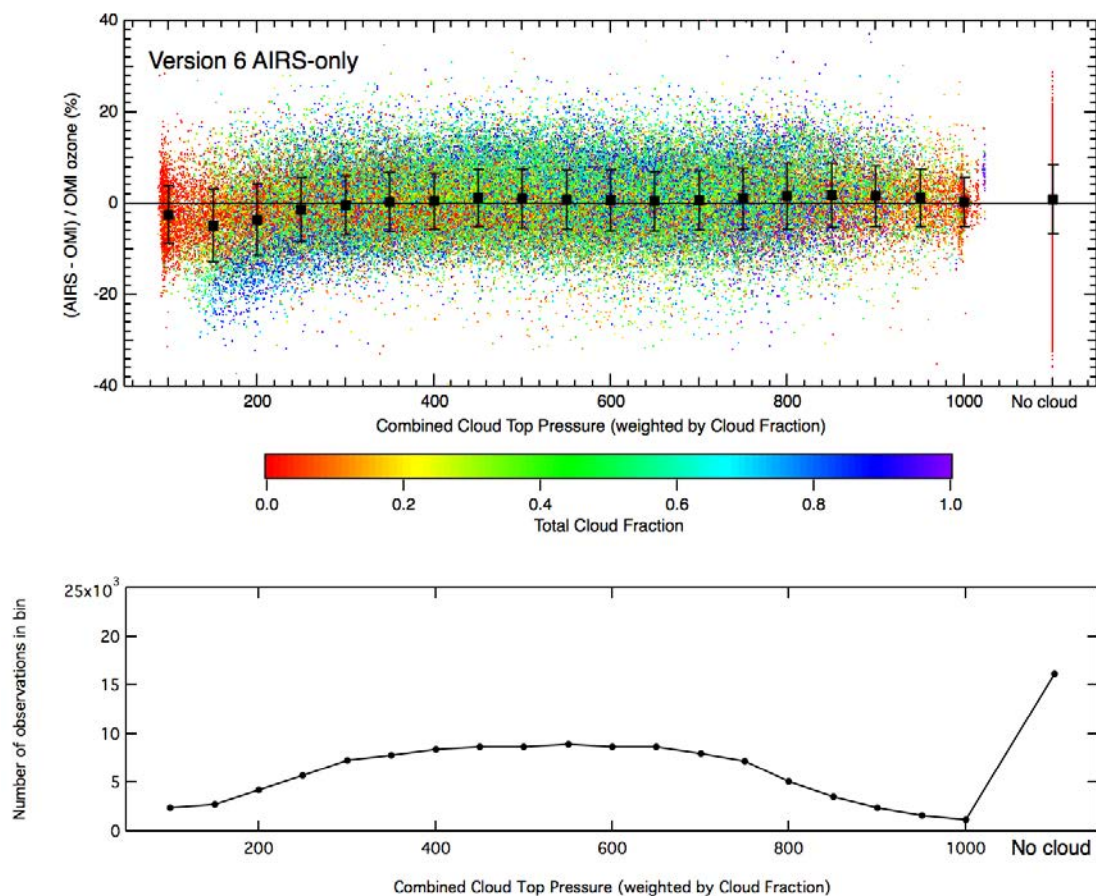 Version 6 AIRS-only
(AIRS - OMI) / OMI ozone (%)
40
20
0
-20
-40
200 400 600 800 1000 No cloud
Combined Cloud Top Pressure (weighted by Cloud Fraction)
0.0 0.2 0.4 0.6 0.8 1.0
Total Cloud Fraction
Number of observations in bin
25x10³
20
15
10
5
0
200 400 600 800 1000 No cloud
Combined Cloud Top Pressure (weighted by Cloud Fraction)